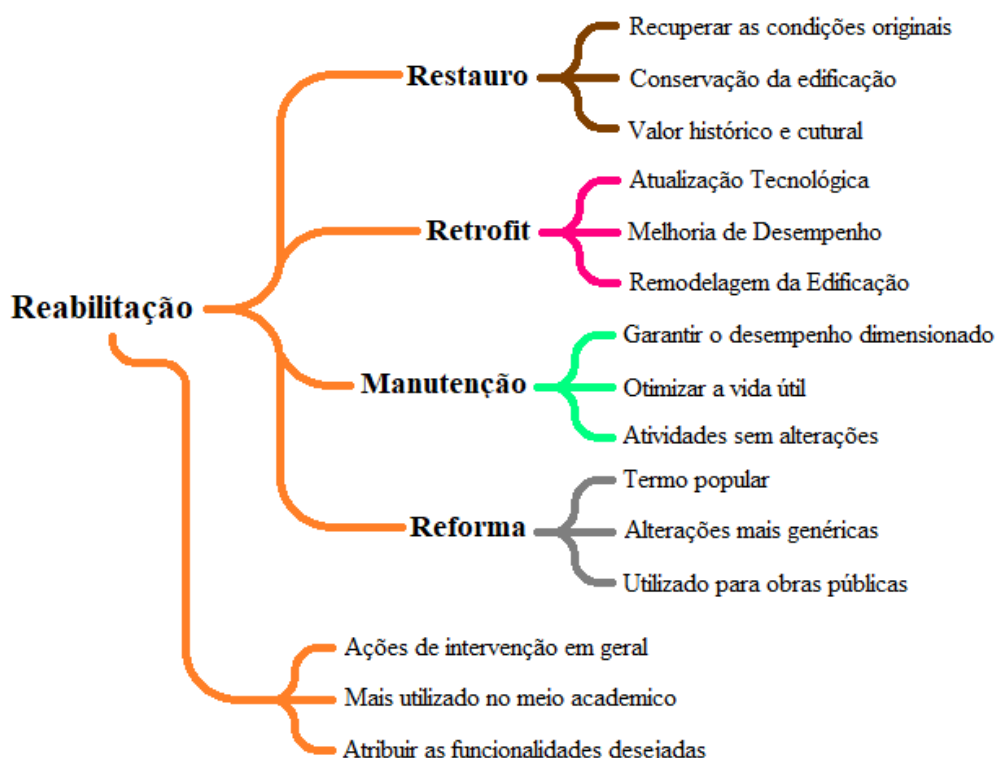 Recuperar as condições originais
Restauro
Conservação da edificação
Valor histórico e cutural
Atualização Tecnológica
Retrofit
Melhoria de Desempenho
Remodelagem da Edificação
Reabilitação
Garantir o desempenho dimensionado
Manutenção
Otimizar a vida útil
Atividades sem alterações
Termo popular
Reforma
Alterações mais genéricas
Utilizado para obras públicas
Ações de intervenção em geral
Mais utilizado no meio academico
Atribuir as funcionalidades desejadas